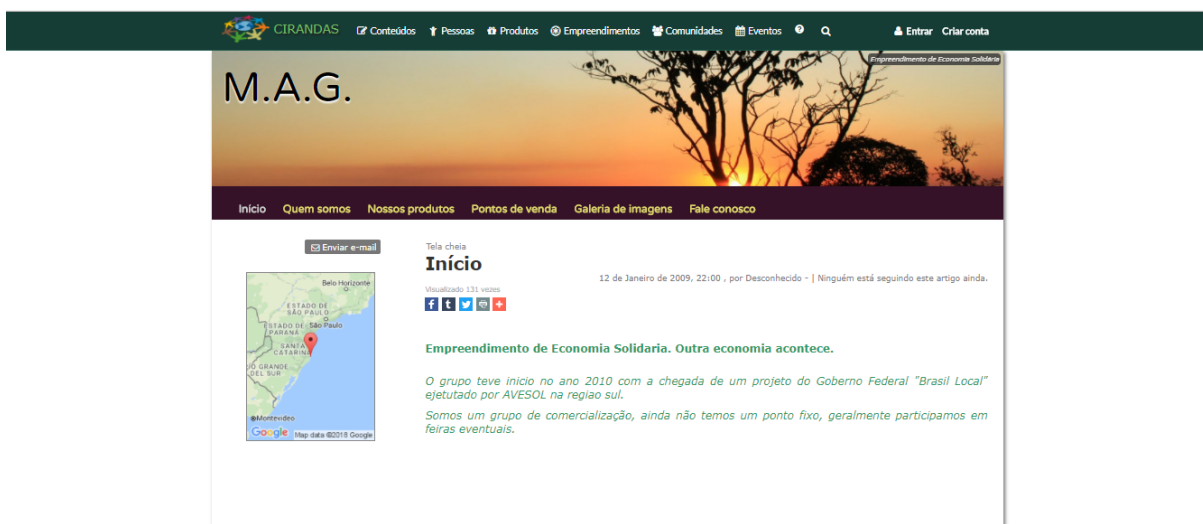 CIRANDAS Conteúdos Pessoas Produtos Empreendimentos Comunidades Eventos Entrar Criar conta
Empreendimento de Economia Solidária
M.A.G.
Início Quem somos Nossos produtos Pontos de venda Galeria de imagens Fale conosco
Enviar e-mail
Belo Horizonte
ESTADO DE
SÃO PAULO
ESTADO DE São Paulo
PARANÁ
SANTA
CATARINA
RIO GRANDE
DEL SUR
Montevideo
Google Map data ©2018 Google
Tela cheia
Início
12 de Janeiro de 2009, 22:00 , por Desconhecido - | Ninguém está seguindo este artigo ainda.
Visualizado 131 vezes
Empreendimento de Economia Solidaria. Outra economia acontece.
O grupo teve inicio no ano 2010 com a chegada de um projeto do Goberno Federal "Brasil Local"
ejetutado por AVESOL na regiao sul.
Somos um grupo de comercialização, ainda não temos um ponto fixo, geralmente participamos em
feiras eventuais.